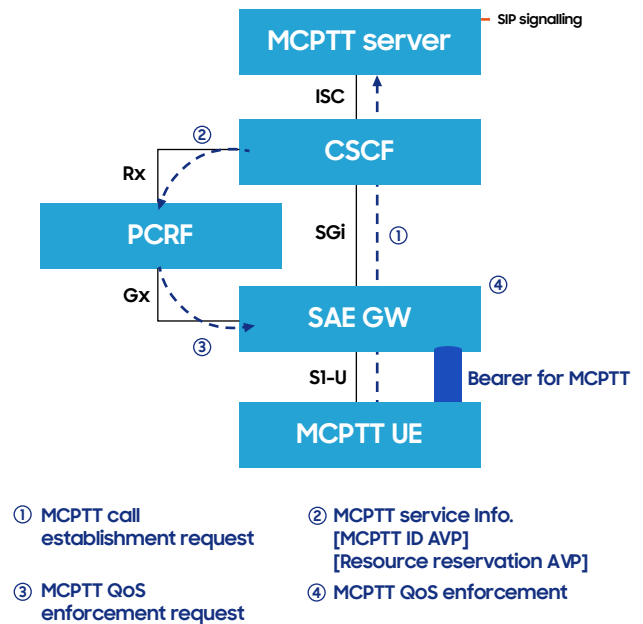 MCPTT server
SIP signalling
ISC
②
CSCF
Rx
PCRF
SGi
①
Gx
④
SAE GW
③
S1-U
Bearer for MCPTT
MCPTT UE
① MCPTT call
establishment request
② MCPTT service Info.
[MCPTT ID AVP]
[Resource reservation AVP]
③ MCPTT QoS
enforcement request
④ MCPTT QoS enforcement